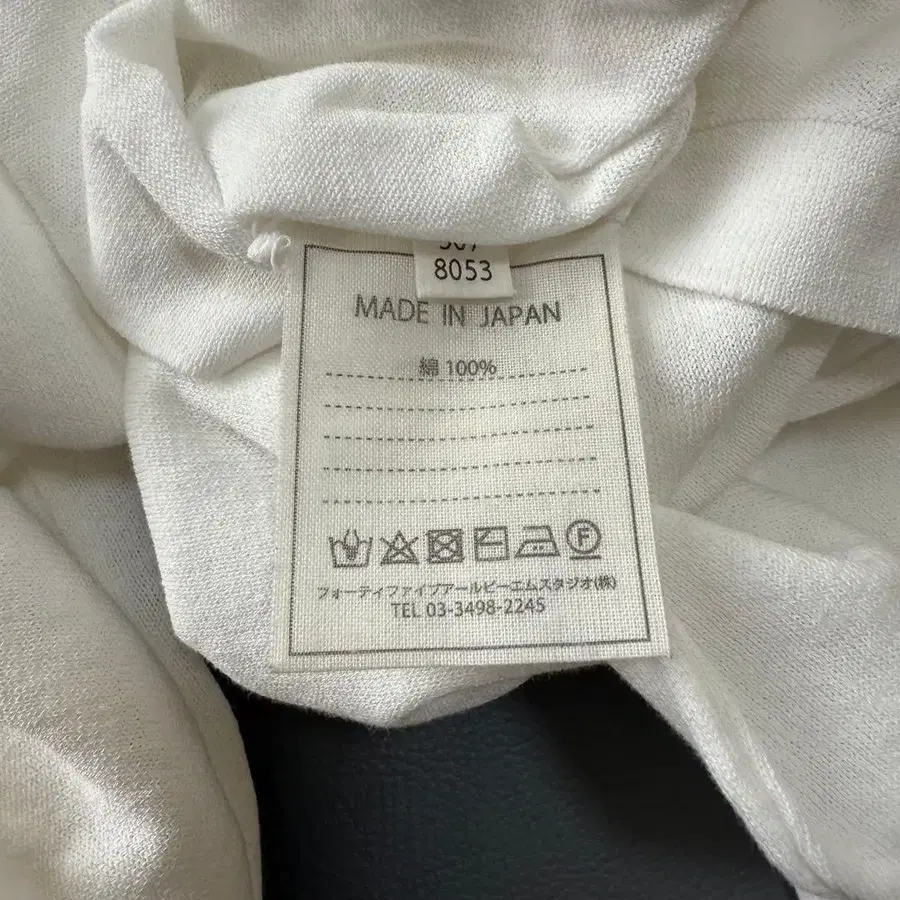 8053
MADE IN JAPAN
綿 100%
F
フォーティファイブアールピーエムスタジオ(株)
TEL 03-3498-2245